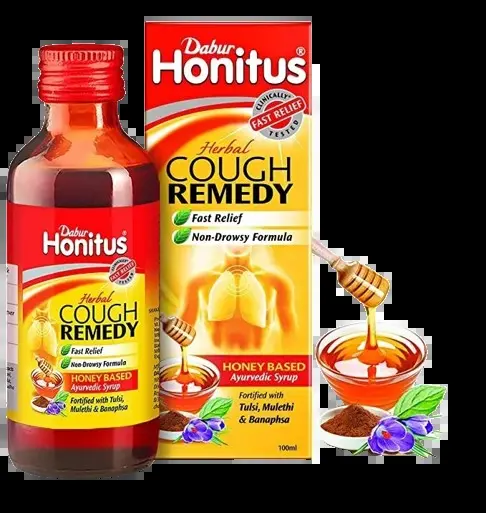 Dabur
Honitus®
CLINICALLY
FAST RELIEF
TESTED
Herbal
COUGH
REMEDY
Fast Relief
Non-Drowsy Formula
HONEY BASED
Ayurvedic Syrup
Fortified with
Tulsi, Mulethi
& Banaphsa
100ml
Dabur
Honitus®
FAST RELIEF
Herbal
COUGH
REMEDY
Fast Relief
Non-Drowsy Formula
HONEY BASED
Ayurvedic Syrup
Fortified with Tulsi,
Mulethi & Banaphsa